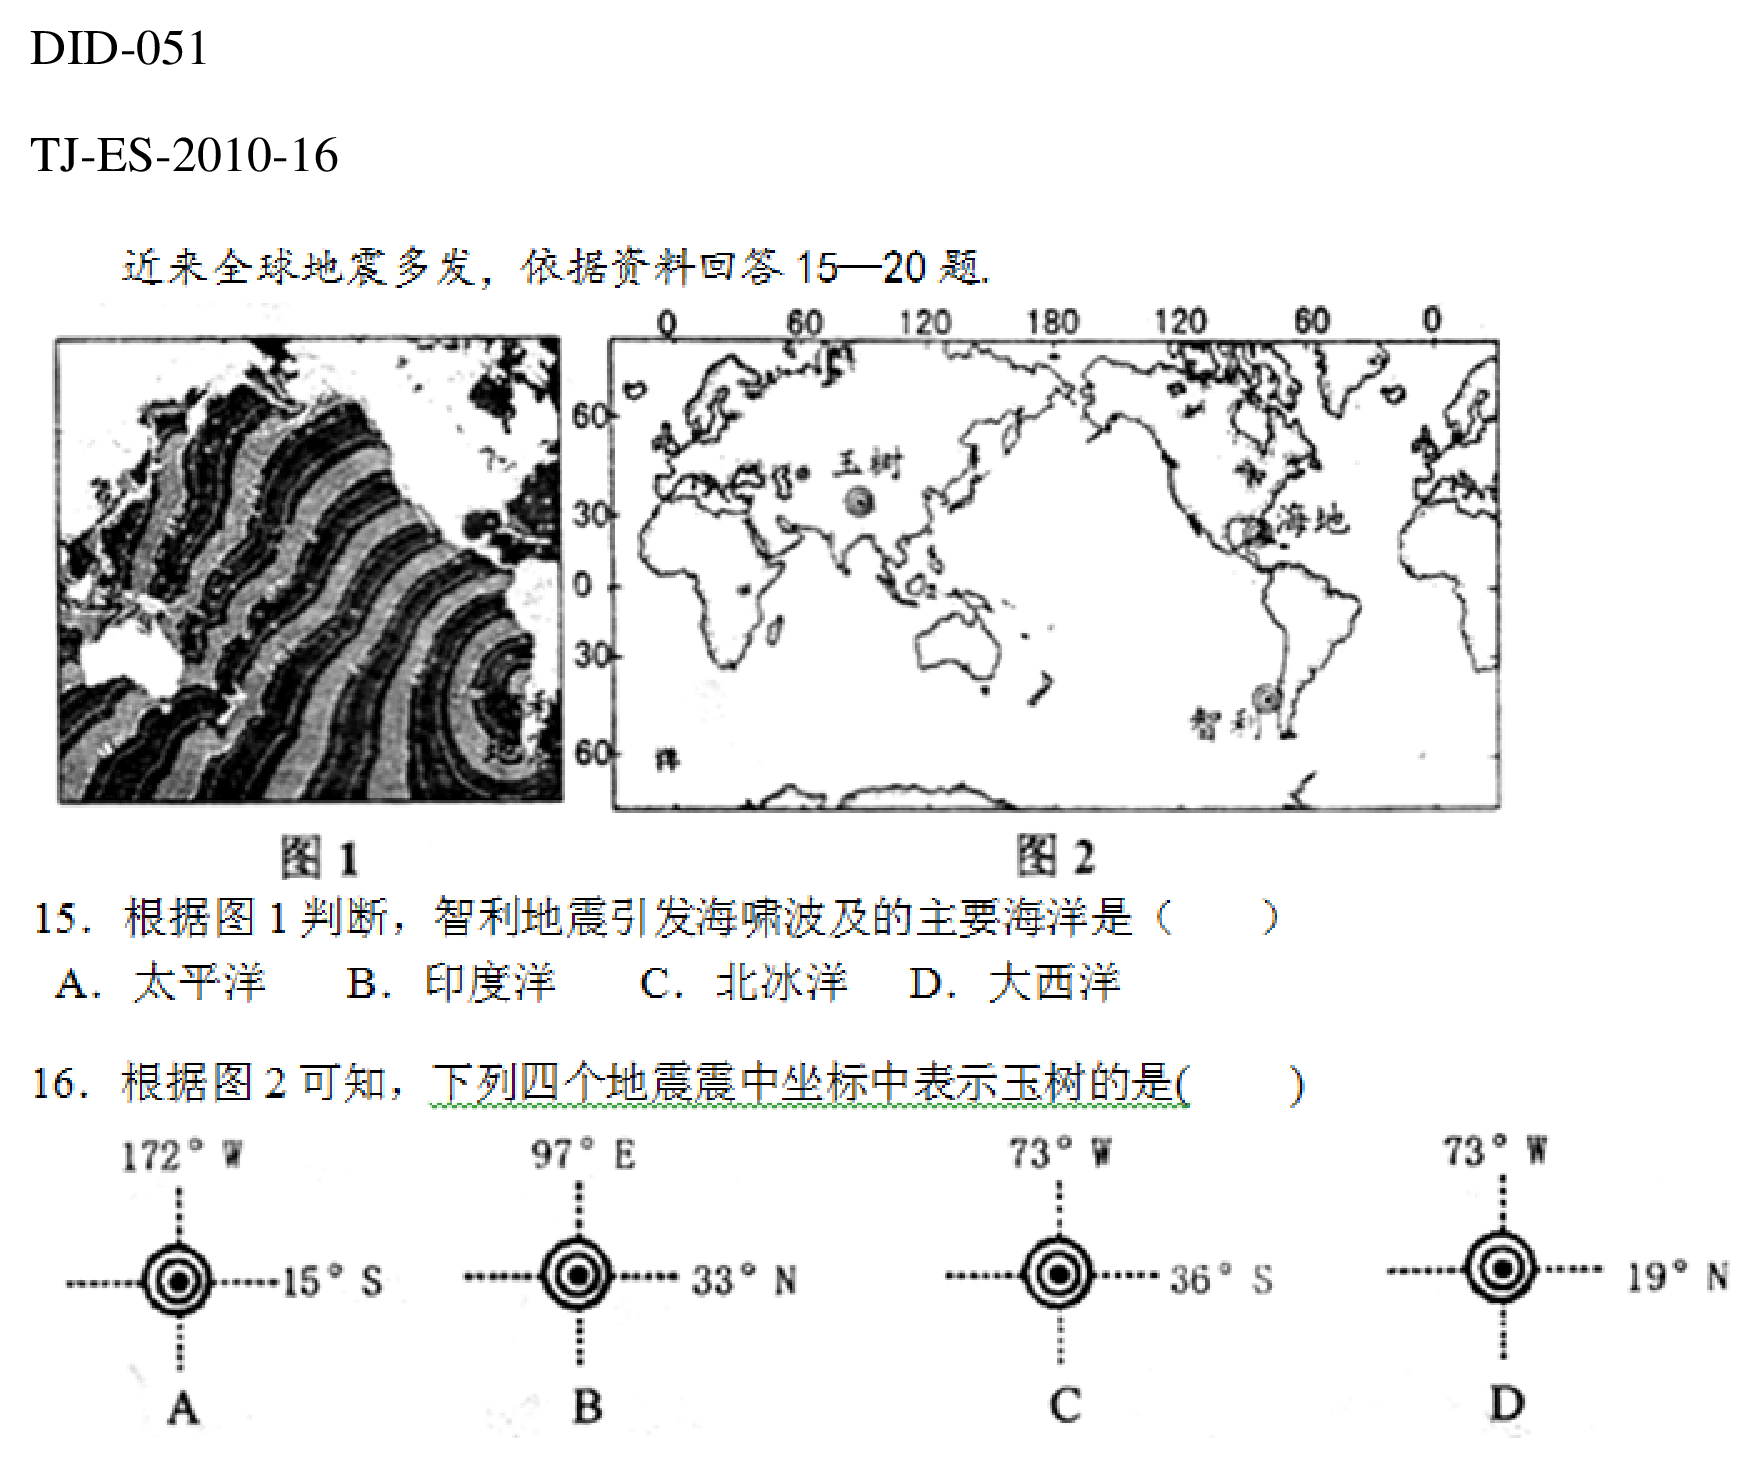 DID-051
TJ-ES-2010-16
近来全球地震多发，依据资料回答 15—20 题.
0 60 120 180 120 60 0
60
玉树
30
海地
0
30
智利
60
洋
图 1
图 2
15．根据图 1 判断，智利地震引发海啸波及的主要海洋是（　　）
A．太平洋 B．印度洋 C．北冰洋 D．大西洋
16．根据图 2 可知，下列四个地震震中坐标中表示玉树的是(　　)
172° W 97° E 73° W 73° W
15° S 33° N 36° S 19° N
A B C D